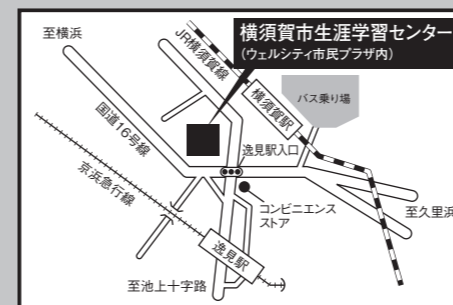 横須賀市生涯学習センター
(ウェルシティ市民プラザ内)
至横浜
JR横須賀線
横須賀駅
バス乗り場
国道16号線
逸見駅入口
京浜急行線
コンビニエンス
ストア
至久里浜
逸見駅
至池上十字路